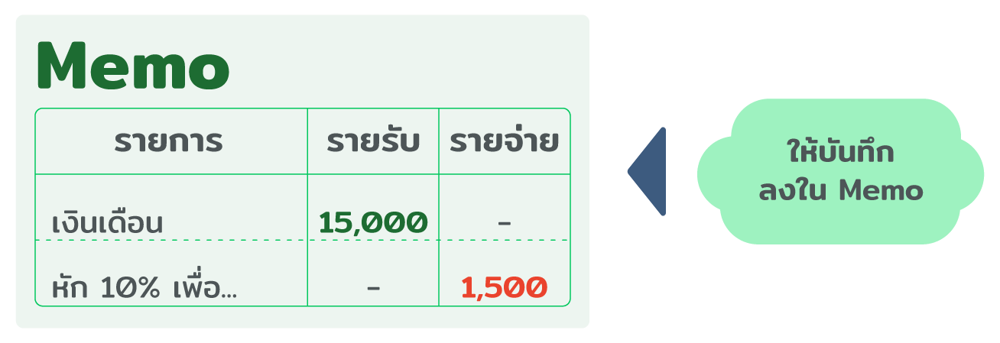 Memo
รายการ รายรับ รายจ่าย
เงินเดือน 15,000 -
หัก 10% เพื่อ... - 1,500
ให้บันทึก
ลงใน Memo